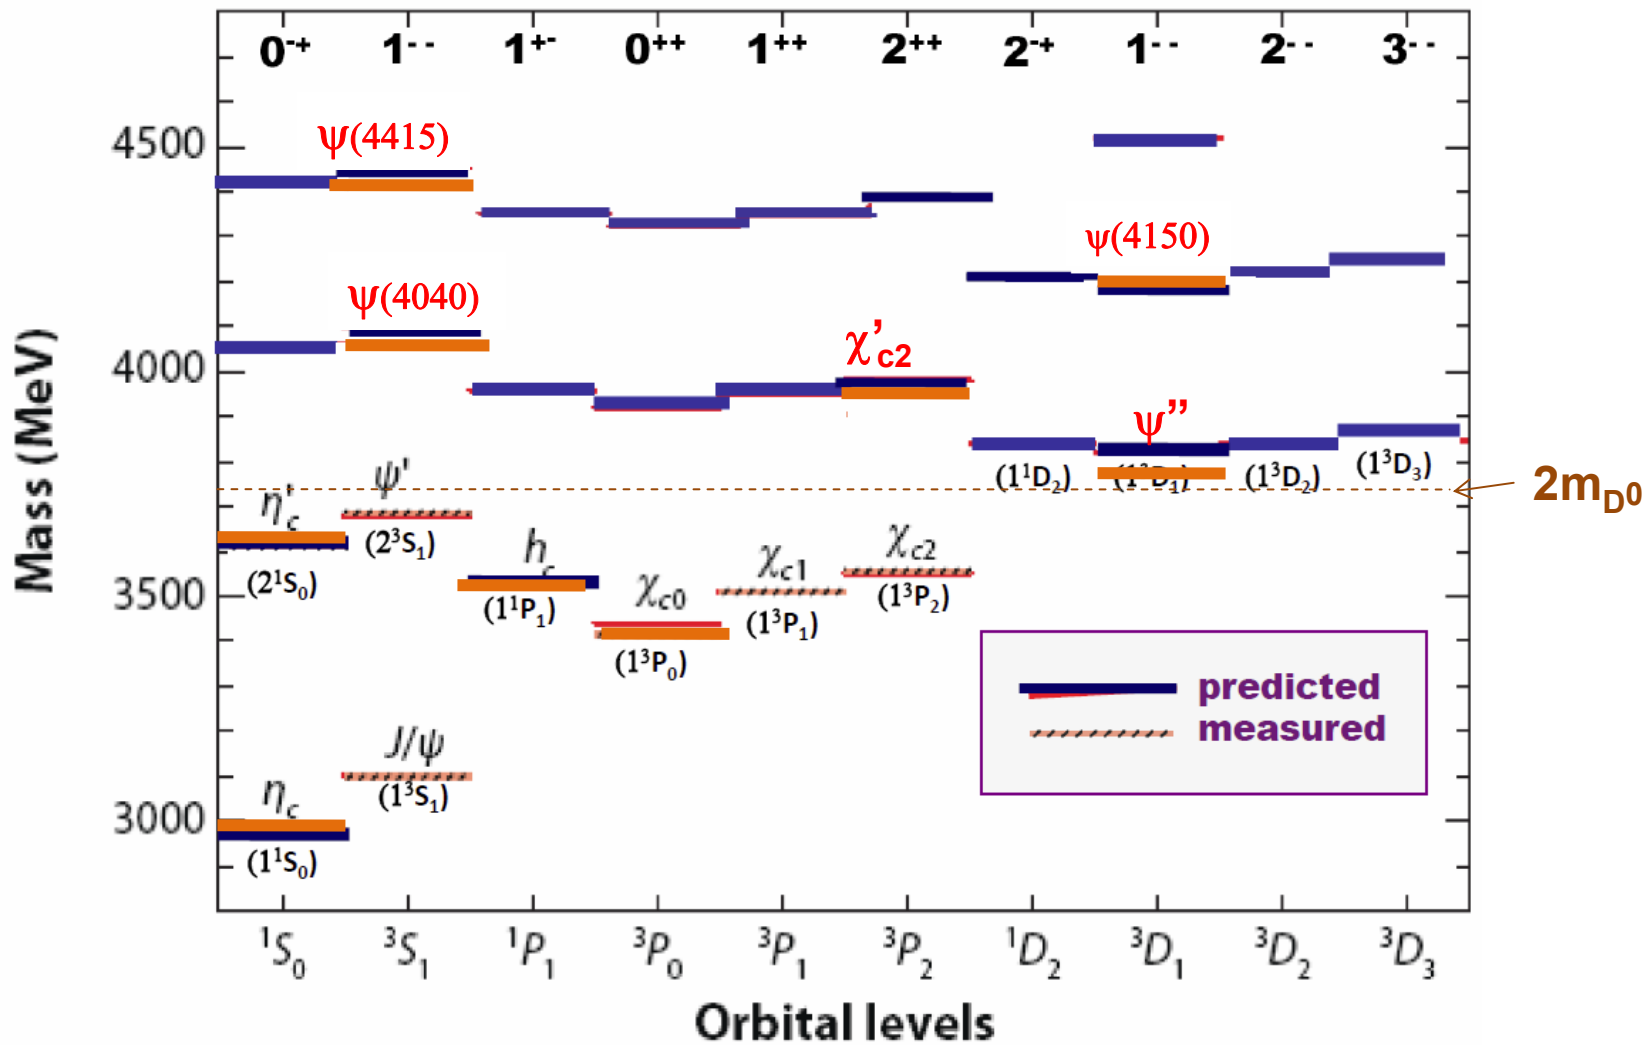 0⁻⁺ 1⁻⁻ 1⁺⁻ 0⁺⁺ 1⁺⁺ 2⁺⁺ 2⁻⁺ 1⁻⁻ 2⁻⁻ 3⁻⁻
4500
ψ(4415)
ψ(4150)
ψ(4040)
4000
χ’c2
ψ”
(1¹D₂) (1³D₁) (1³D₂) (1³D₃)
2mD0
η'c
ψ'
(2³S₁)
(2¹S₀)
hc
χc0
χc1
χc2
3500
(1¹P₁)
(1³P₀)
(1³P₁)
(1³P₂)
predicted
measured
J/ψ
(1³S₁)
ηc
3000
(1¹S₀)
Mass (MeV)
¹S₀ ³S₁ ¹P₁ ³P₀ ³P₁ ³P₂ ¹D₂ ³D₁ ³D₂ ³D₃
Orbital levels